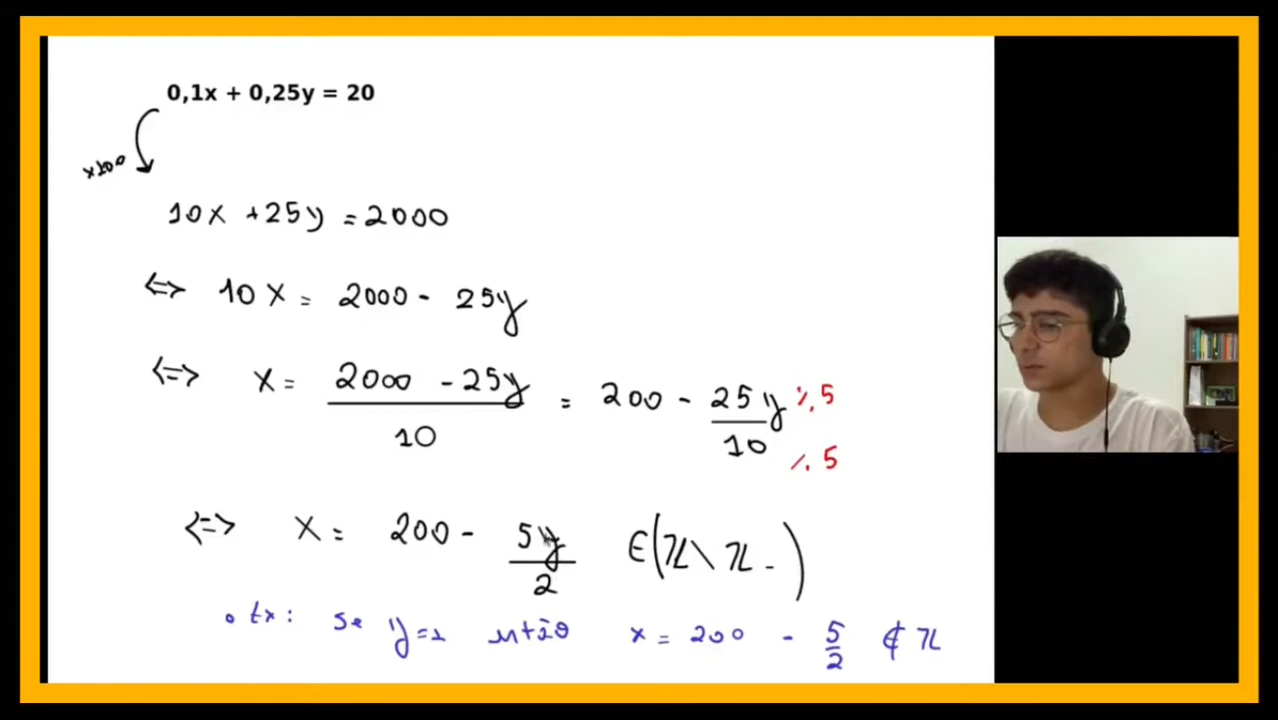 0,1x + 0,25y = 20
x100
10x + 25y = 2000
<=> 10x = 2000 - 25y
<=> x = (2000 - 25y)/10 = 200 - 25y/10 ٪5 ٪5
<=> x = 200 - 5y/2 ∈ (ℤ\ℤ-)
Ex: se y=1 então x = 200 - 5/2 ∉ ℤ